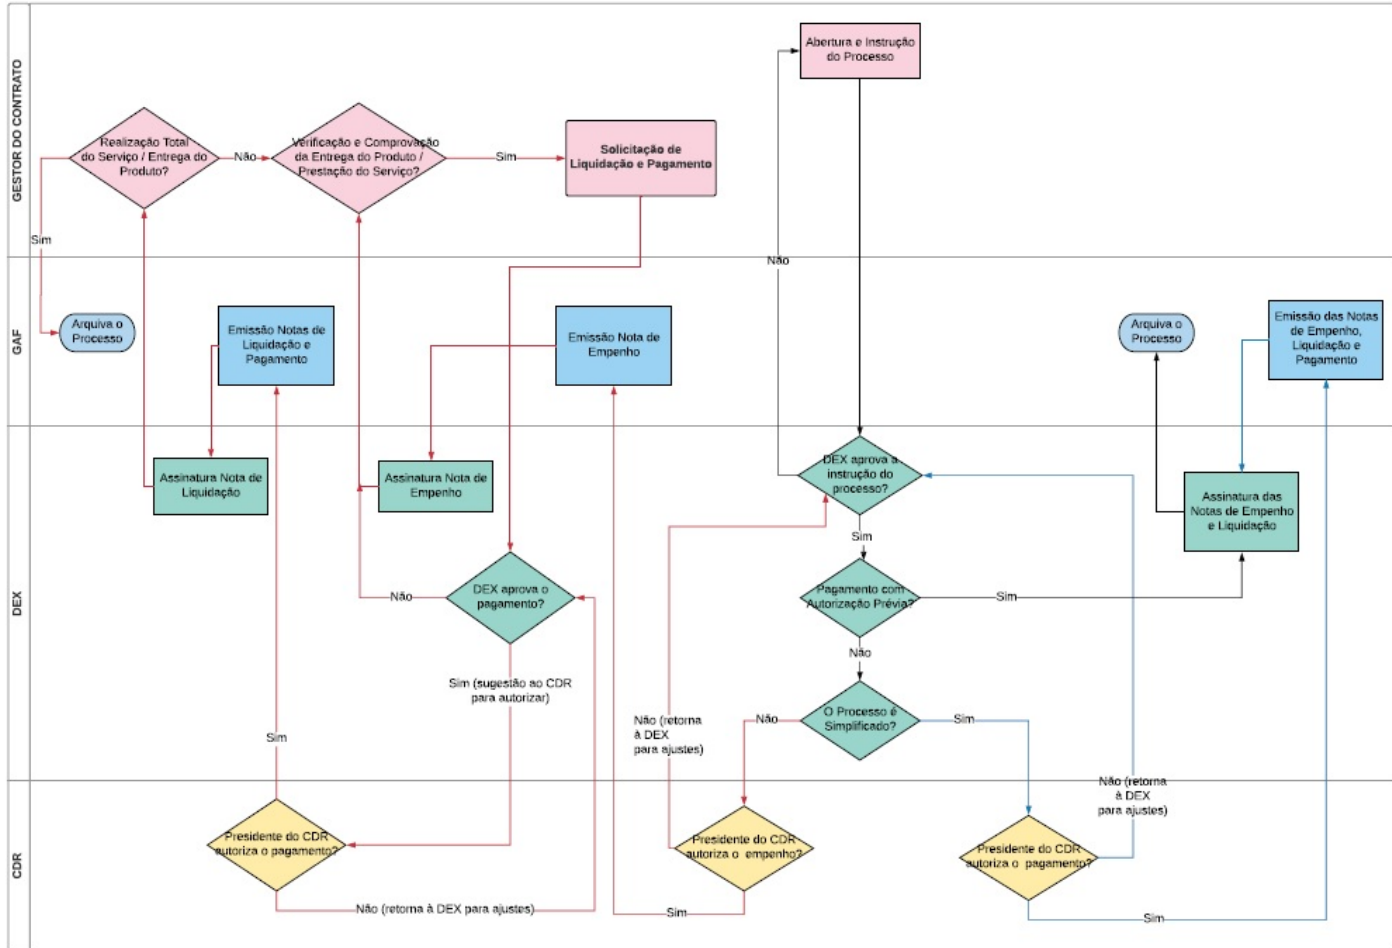 GESTOR DO CONTRATO
Abertura e Instrução
do Processo
Realização Total
do Serviço / Entrega do
Produto?
Não
Verificação e Comprovação
da Entrega do Produto /
Prestação do Serviço?
Sim
Solicitação de
Liquidação e Pagamento
Sim
Não
GAF
Arquiva o
Processo
Emissão Notas de
Liquidação e
Pagamento
Emissão Nota de
Empenho
Arquiva o
Processo
Emissão das Notas
de Empenho,
Liquidação e
Pagamento
DEX
Assinatura Nota de
Liquidação
Assinatura Nota de
Empenho
DEX aprova a
instrução do
processo?
Assinatura das
Notas de Empenho
e Liquidação
Sim
Não
DEX aprova o
pagamento?
Pagamento com
Autorização Prévia?
Sim
Não
Sim (sugestão ao CDR
para autorizar)
Sim
Não (retorna
à DEX
para ajustes)
Não
O Processo é
Simplificado?
Sim
Não (retorna
à DEX
para ajustes)
CDR
Presidente do CDR
autoriza o pagamento?
Presidente do CDR
autoriza o empenho?
Presidente do CDR
autoriza o pagamento?
Não (retorna à DEX para ajustes)
Sim
Sim